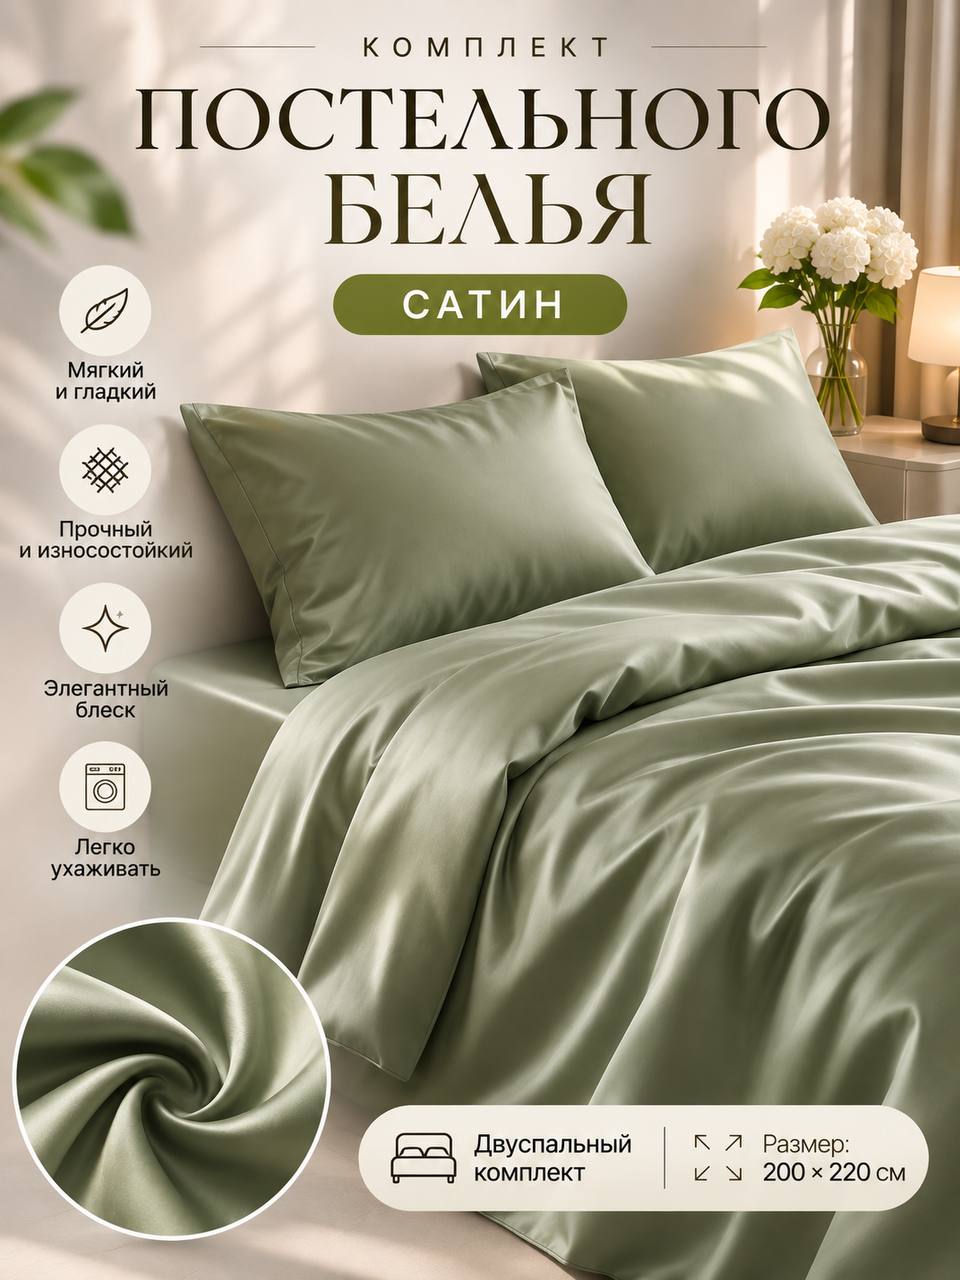 КОМПЛЕКТ
ПОСТЕЛЬНОГО
БЕЛЬЯ
САТИН
Мягкий
и гладкий
Прочный
и износостойкий
Элегантный
блеск
Легко
ухаживать
Двуспальный
комплект
Размер:
200 × 220 см